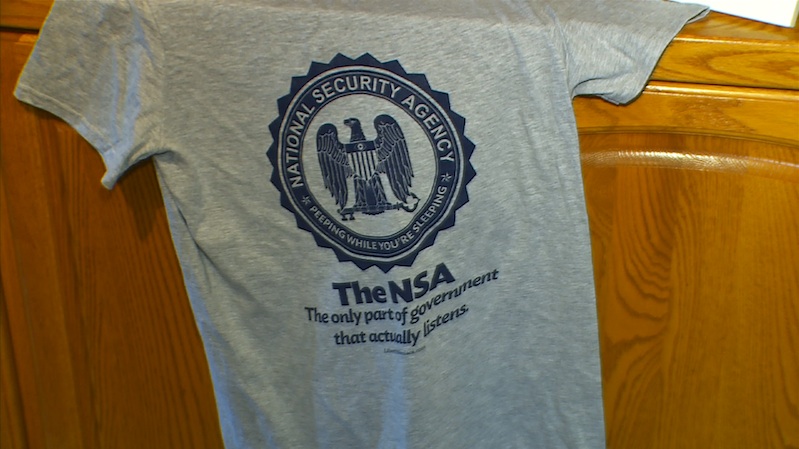 NATIONAL SECURITY AGENCY
PEEPING WHILE YOU'RE SLEEPING
The NSA
The only part of government
that actually listens.